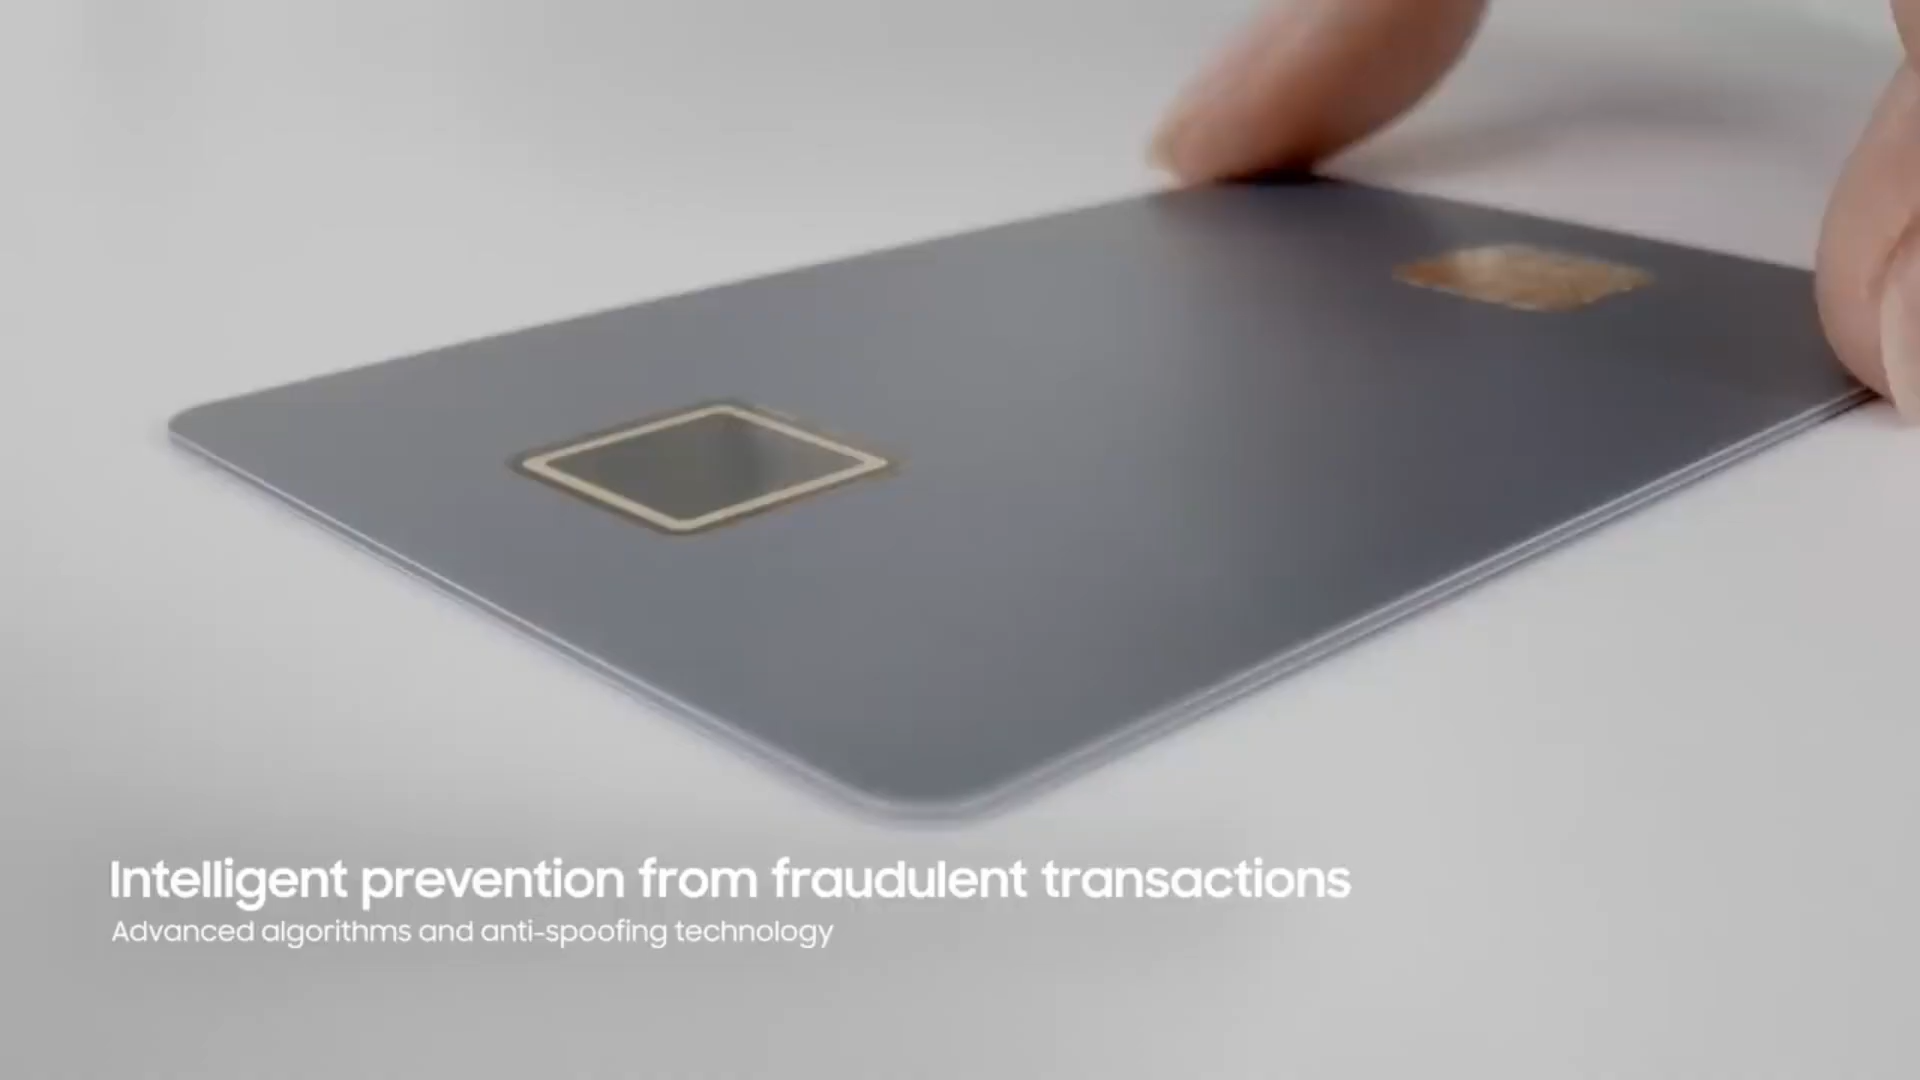 Intelligent prevention from fraudulent transactions
Advanced algorithms and anti-spoofing technology